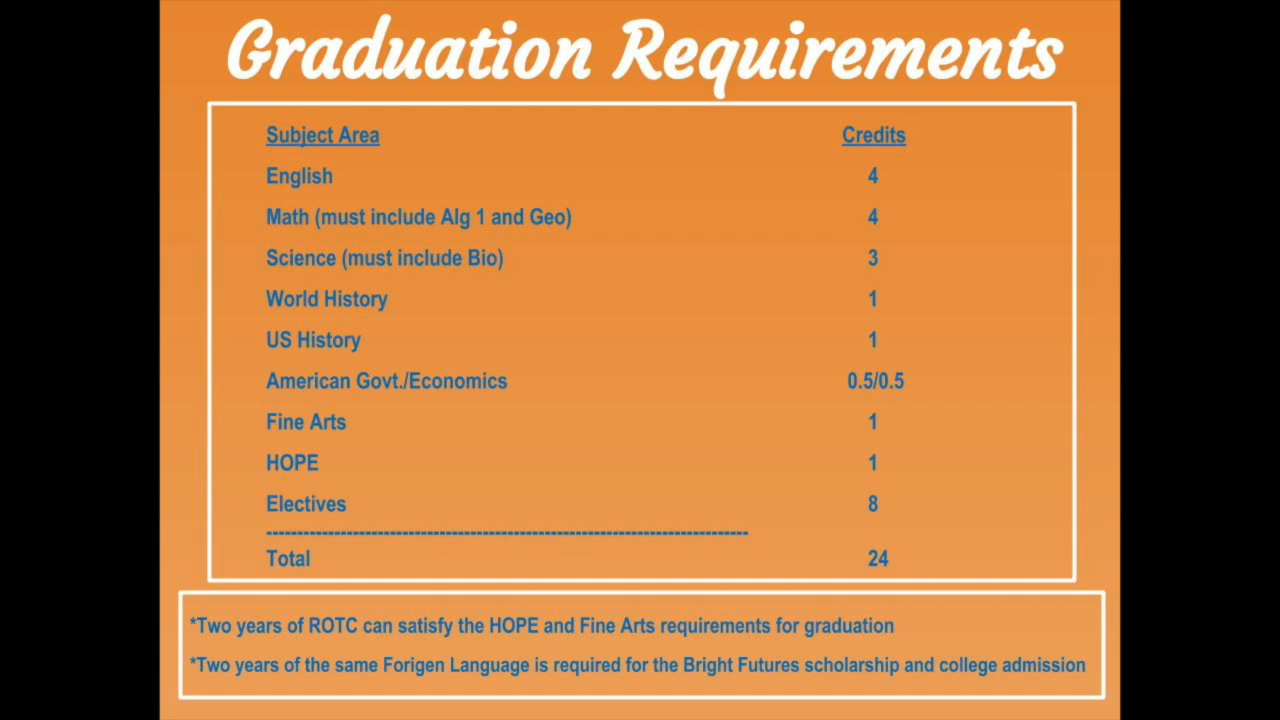 Graduation Requirements
Subject Area Credits
English 4
Math (must include Alg 1 and Geo) 4
Science (must include Bio) 3
World History 1
US History 1
American Govt./Economics 0.5/0.5
Fine Arts 1
HOPE 1
Electives 8
------------------------------------------------------------------------------
Total 24
*Two years of ROTC can satisfy the HOPE and Fine Arts requirements for graduation
*Two years of the same Forigen Language is required for the Bright Futures scholarship and college admission